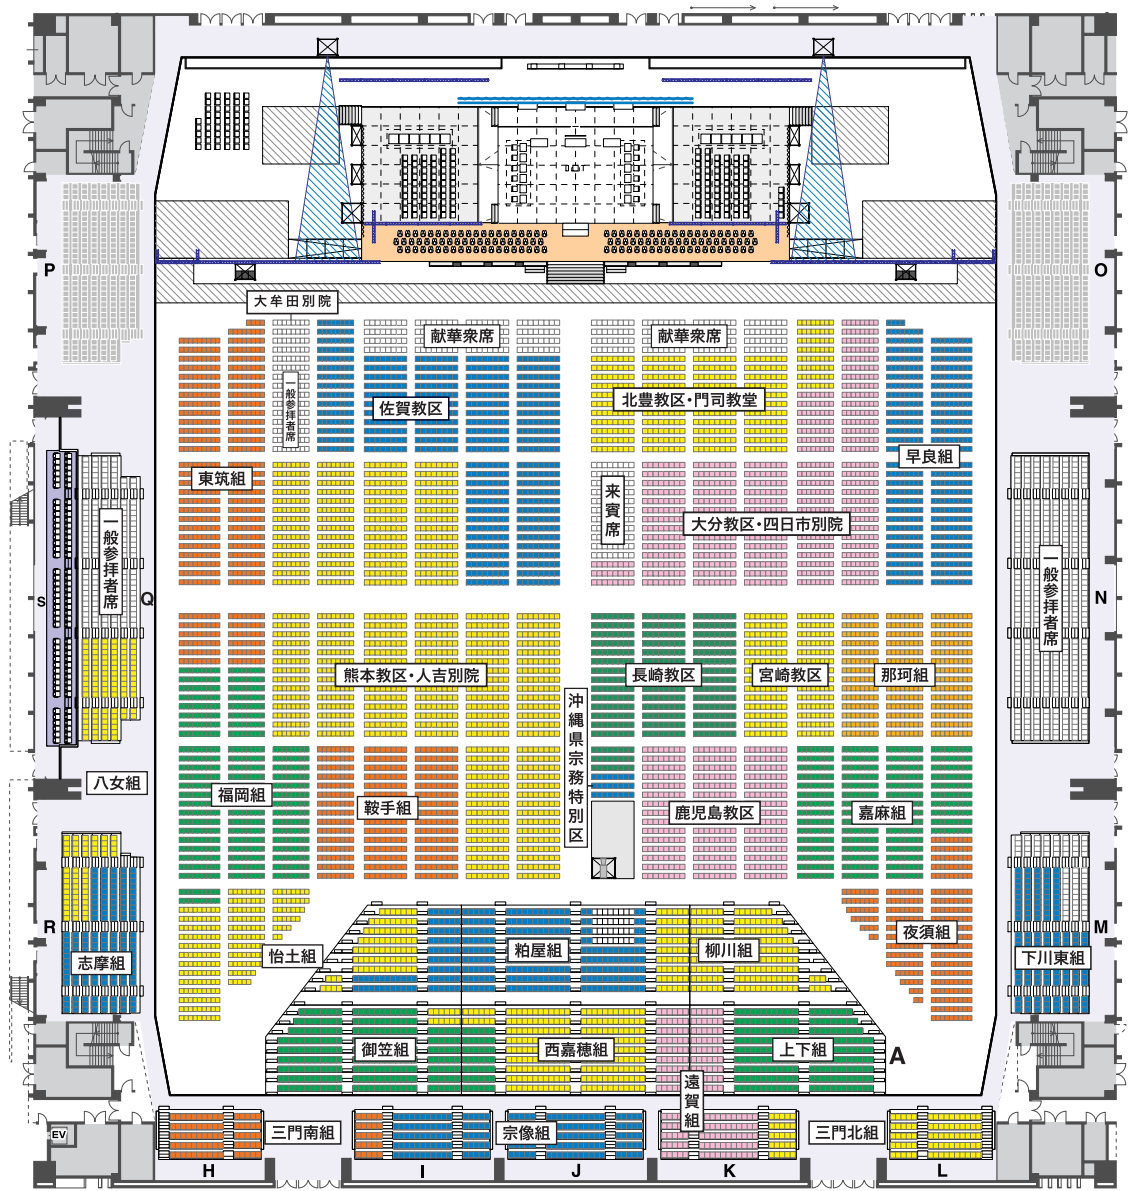 P
O
大牟田別院
献華衆席
献華衆席
一般参拝者席
佐賀教区
北豊教区・門司教堂
早良組
東筑組
来賓席
大分教区・四日市別院
一般参拝者席
S
Q
一般参拝者席
N
熊本教区・人吉別院
長崎教区
宮崎教区
那珂組
沖縄県宗務特別区
八女組
福岡組
鞍手組
鹿児島教区
嘉麻組
R
志摩組
怡土組
粕屋組
柳川組
夜須組
M
下川東組
御笠組
西嘉穂組
上下組
A
遠賀組
EV
三門南組
宗像組
三門北組
H
I
J
K
L